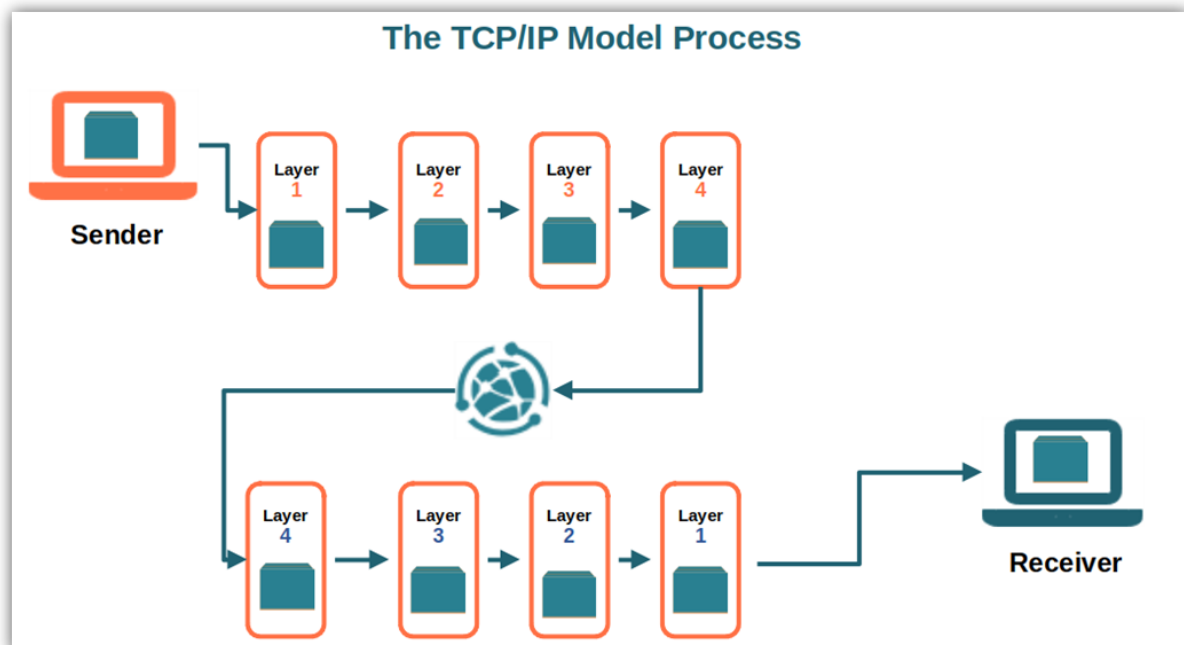 The TCP/IP Model Process
Sender
Layer
1
Layer
2
Layer
3
Layer
4
Layer
4
Layer
3
Layer
2
Layer
1
Receiver